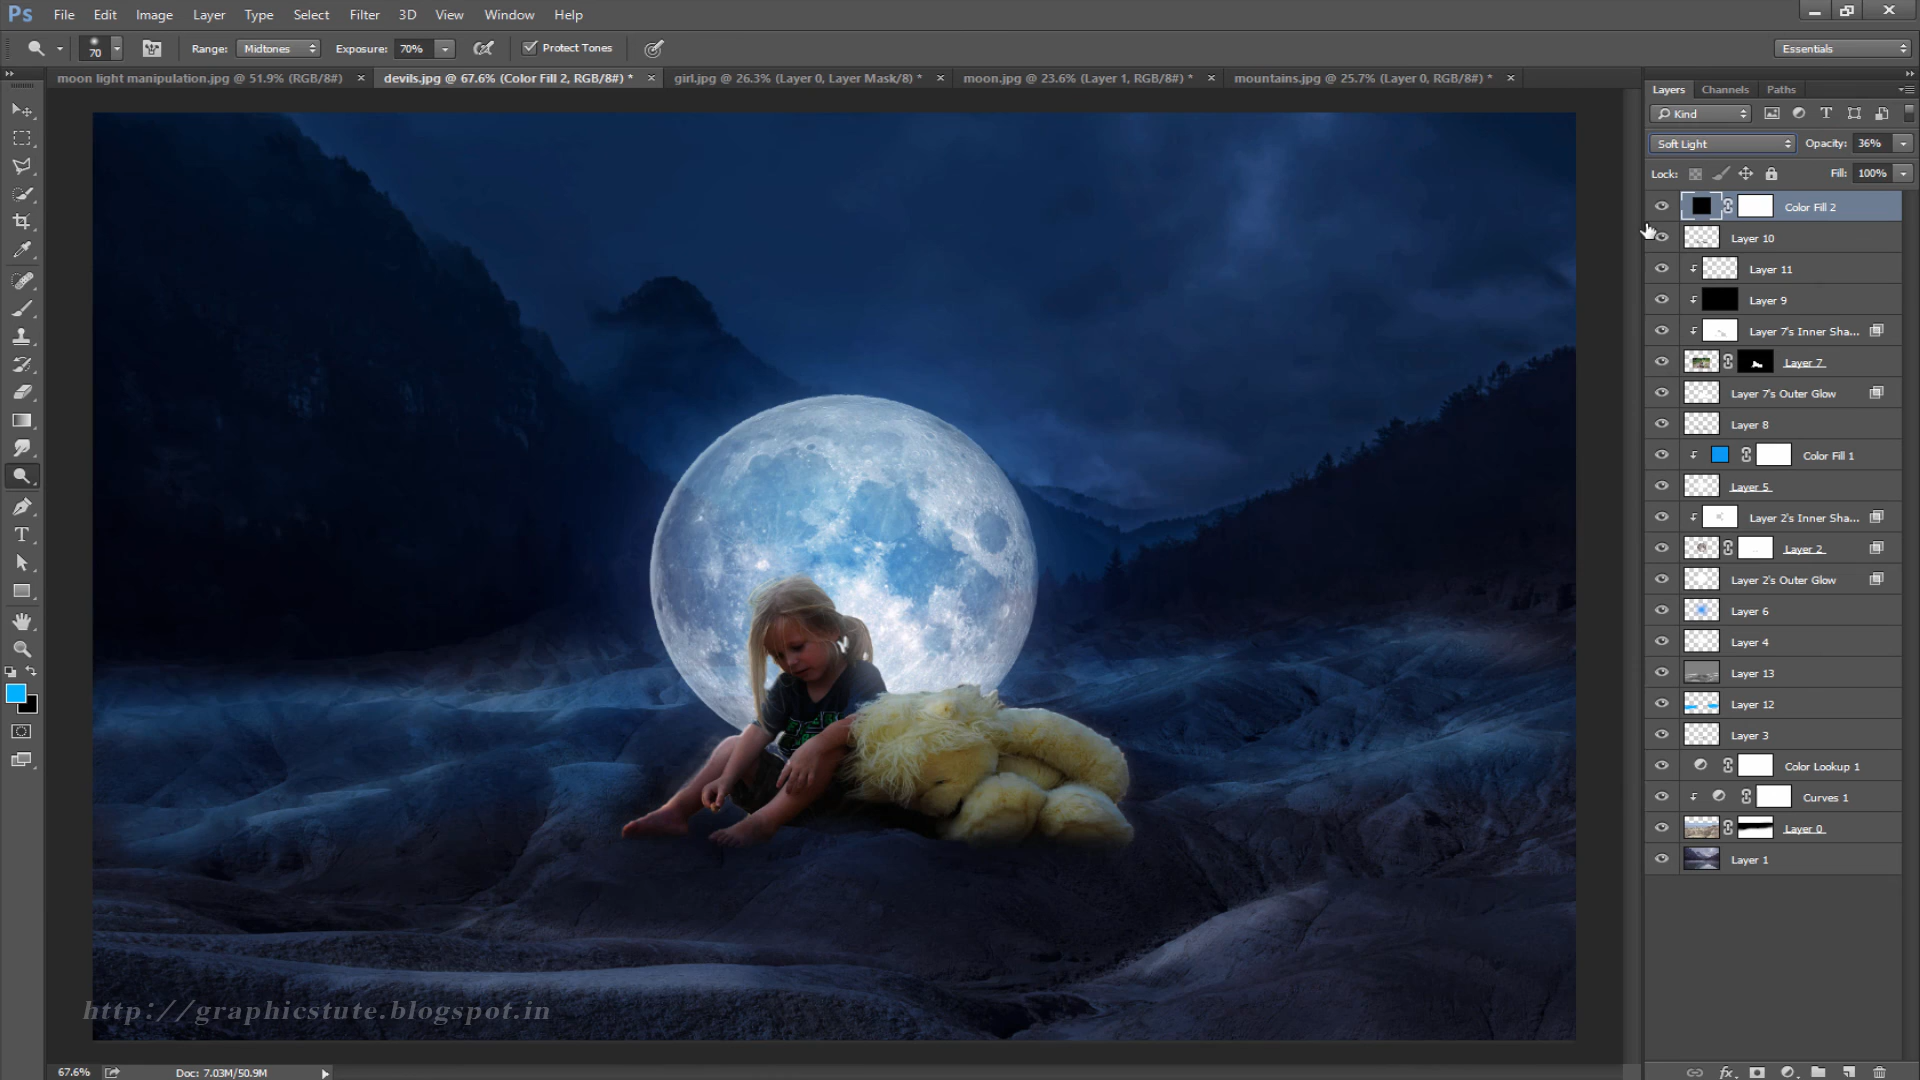 Ps File Edit Image Layer Type Select Filter 3D View Window Help
70 Range: Midtones Exposure: 70% Protect Tones Essentials
moon light manipulation.jpg @ 51.9% (RGB/8#) × devils.jpg @ 67.6% (Color Fill 2, RGB/8#) * × girl.jpg @ 26.3% (Layer 0, Layer Mask/8) * × moon.jpg @ 23.6% (Layer 1, RGB/8#) * × mountains.jpg @ 25.7% (Layer 0, RGB/8#) * ×
Layers Channels Paths
Kind
Soft Light Opacity: 36%
Lock: Fill: 100%
Color Fill 2
Layer 10
Layer 11
Layer 9
Layer 7's Inner Sha...
Layer 7
Layer 7's Outer Glow
Layer 8
Color Fill 1
Layer 5
Layer 2's Inner Sha...
Layer 2
Layer 2's Outer Glow
Layer 6
Layer 4
Layer 13
Layer 12
Layer 3
Color Lookup 1
Curves 1
Layer 0
Layer 1
http://graphicstute.blogspot.in
67.6% Doc: 7.03M/50.9M
fx